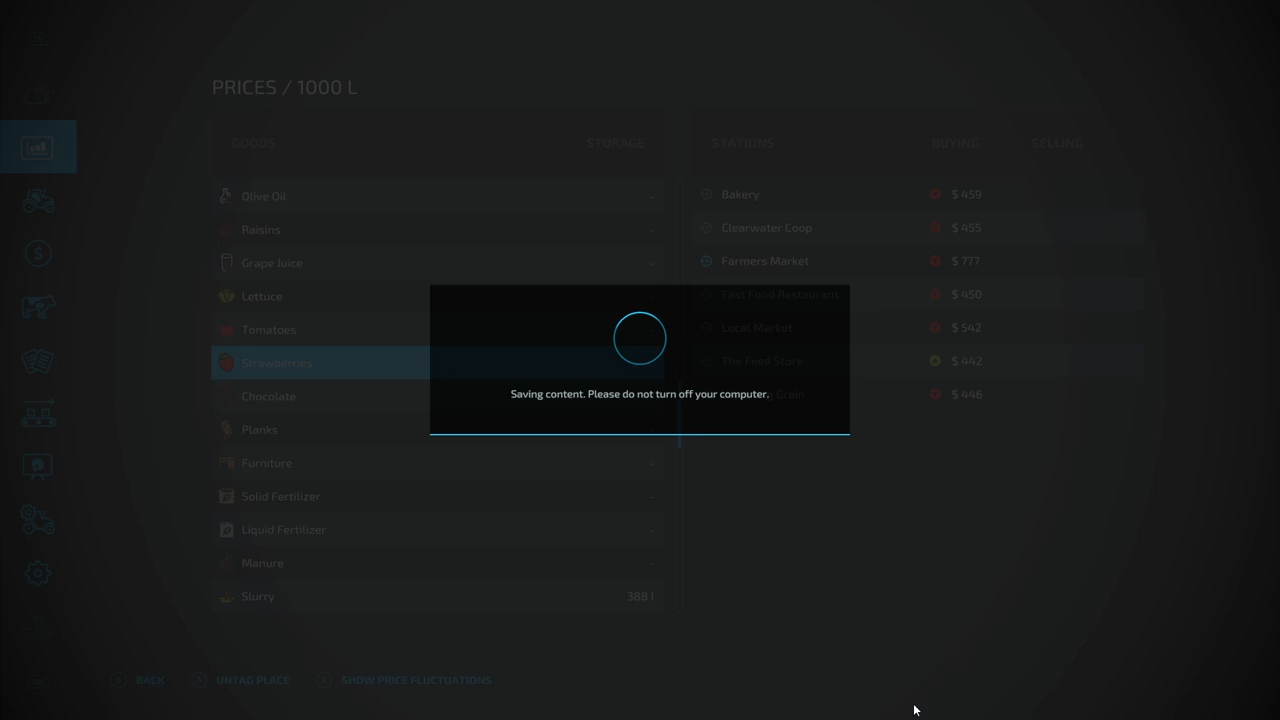 PRICES / 1000 L
GOODS STORAGE
Olive Oil -
Raisins -
Grape Juice -
Lettuce
Tomatoes
Strawberries
Chocolate
Planks
Furniture -
Solid Fertilizer -
Liquid Fertilizer -
Manure -
Slurry 388 l
STATIONS BUYING SELLING
Bakery $ 459
Clearwater Coop $ 455
Farmers Market $ 777
Fast Food Restaurant $ 450
Local Market $ 542
The Feed Store $ 442
Grain $ 446
Saving content. Please do not turn off your computer.
BACK UNTAG PLACE SHOW PRICE FLUCTUATIONS